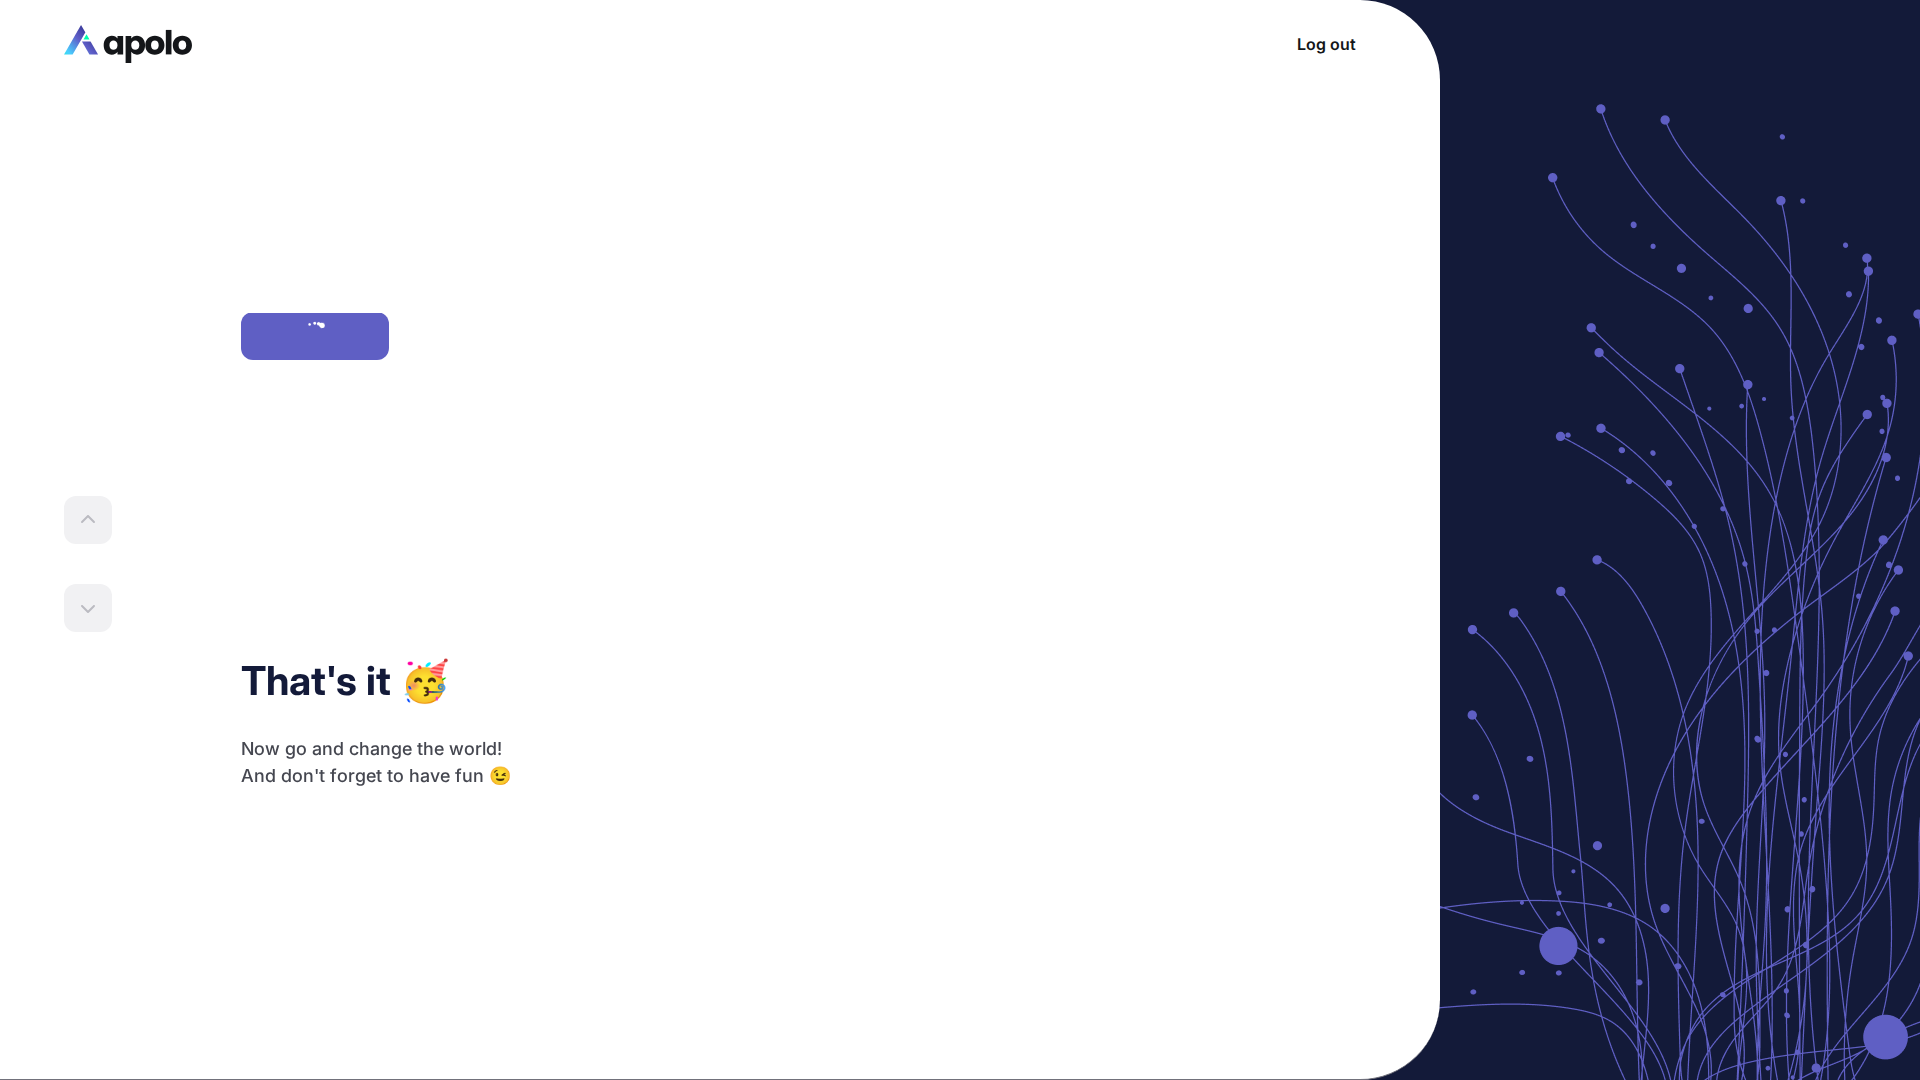 apolo
Log out
That's it 🥳
Now go and change the world!
And don't forget to have fun 😉